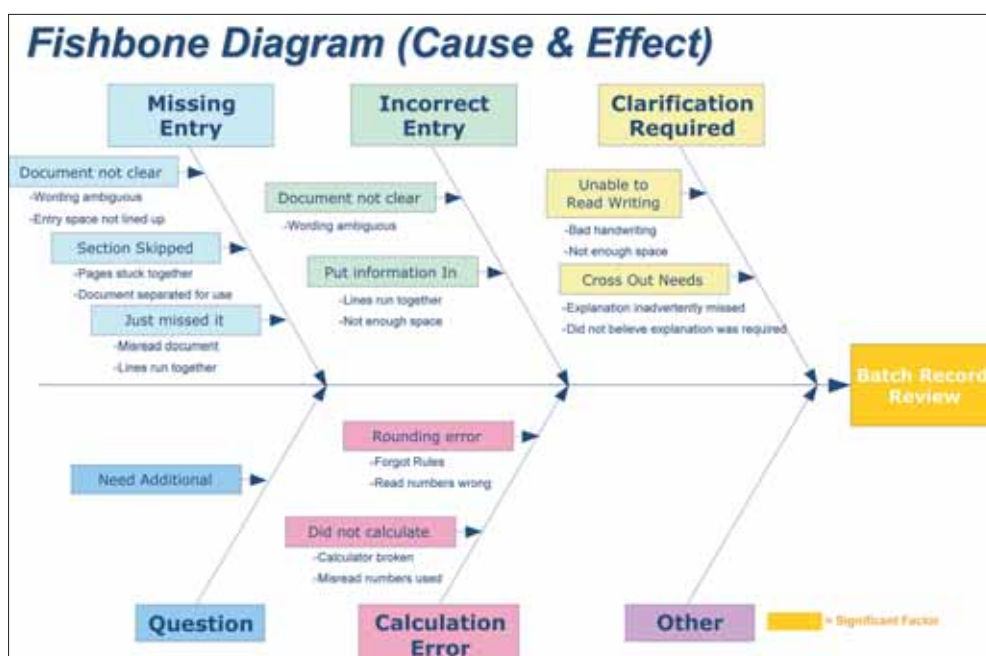 Fishbone Diagram (Cause & Effect)
Missing
Entry
Incorrect
Entry
Clarification
Required
Document not clear
-Wording ambiguous
-Entry space not lined up
Section Skipped
-Pages stuck together
-Document separated for use
Just missed it
-Misread document
-Lines run together
Document not clear
-Wording ambiguous
Put information In
-Lines run together
-Not enough space
Unable to
Read Writing
-Bad handwriting
-Not enough space
Cross Out Needs
-Explanation inadvertently missed
-Did not believe explanation was required
Batch Record
Review
Need Additional
Rounding error
-Forgot Rules
-Read numbers wrong
Did not calculate
-Calculator broken
-Misread numbers used
Question
Calculation
Error
Other
= Significant Factor